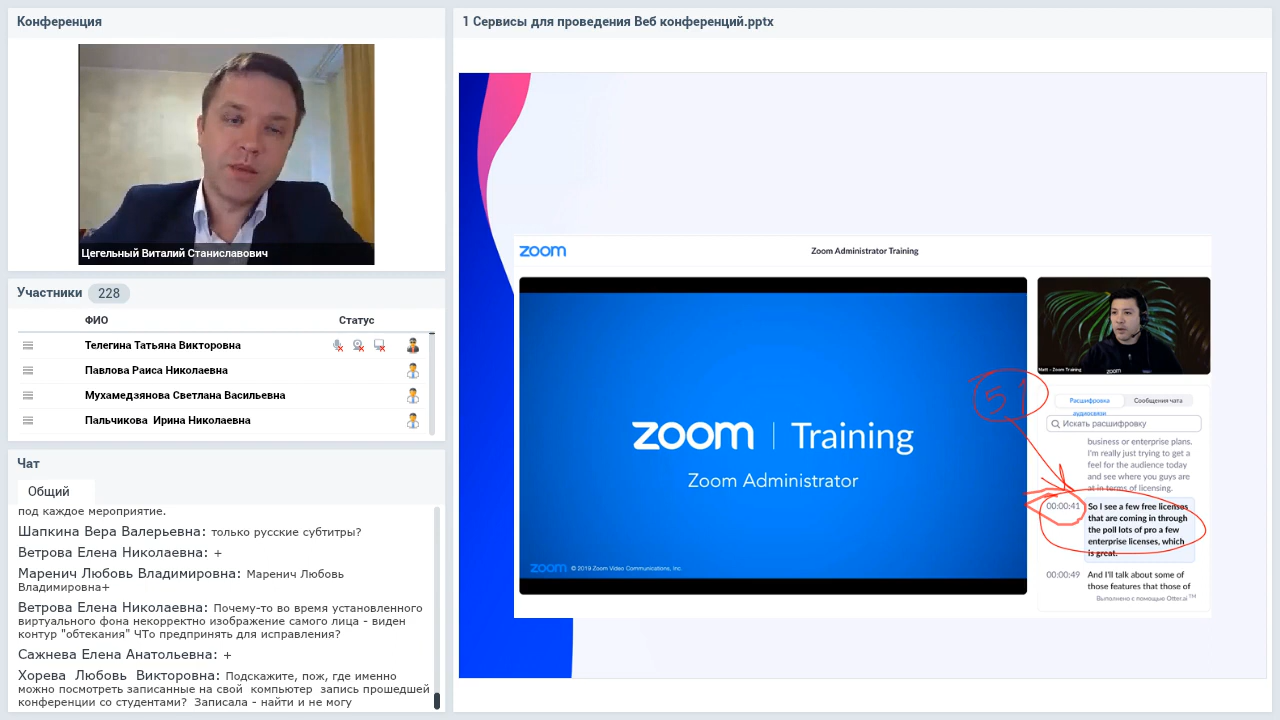 Конференция
Цегельный Виталий Станиславович
Участники 228
ФИО Статус
Телегина Татьяна Викторовна
Павлова Раиса Николаевна
Мухамедзянова Светлана Васильевна
Пальчикова Ирина Николаевна
Чат
Общий
под каждое мероприятие.
Шапкина Вера Валерьевна: только русские субтитры?
Ветрова Елена Николаевна: +
Маренич Любовь Владимировна: Маренич Любовь
Владимировна+
Ветрова Елена Николаевна: Почему-то во время установленного
виртуального фона некорректно изображение самого лица - виден
контур "обтекания" ЧТо предпринять для исправления?
Сажнева Елена Анатольевна: +
Хорева Любовь Викторовна: Подскажите, пож, где именно
можно посмотреть записанные на свой компьютер запись прошедшей
конференции со студентами? Записала - найти и не могу
1 Сервисы для проведения Веб конференций.pptx
zoom
Zoom Administrator Training
zoom | Training
Zoom Administrator
zoom © 2019 Zoom Video Communications, Inc.
Matt - Zoom Training
zoom
Расшифровка
аудиосвязи
Сообщения чата
Искать расшифровку
business or enterprise plans.
I'm really just trying to get a
feel for the audience today
and see where you guys are
at in terms of licensing.
00:00:41 So I see a few free licenses
that are coming in through
the poll lots of pro a few
enterprise licenses, which
is great.
00:00:49 And I'll talk about some of
those features that those of
Выполнено с помощью Otter.ai™